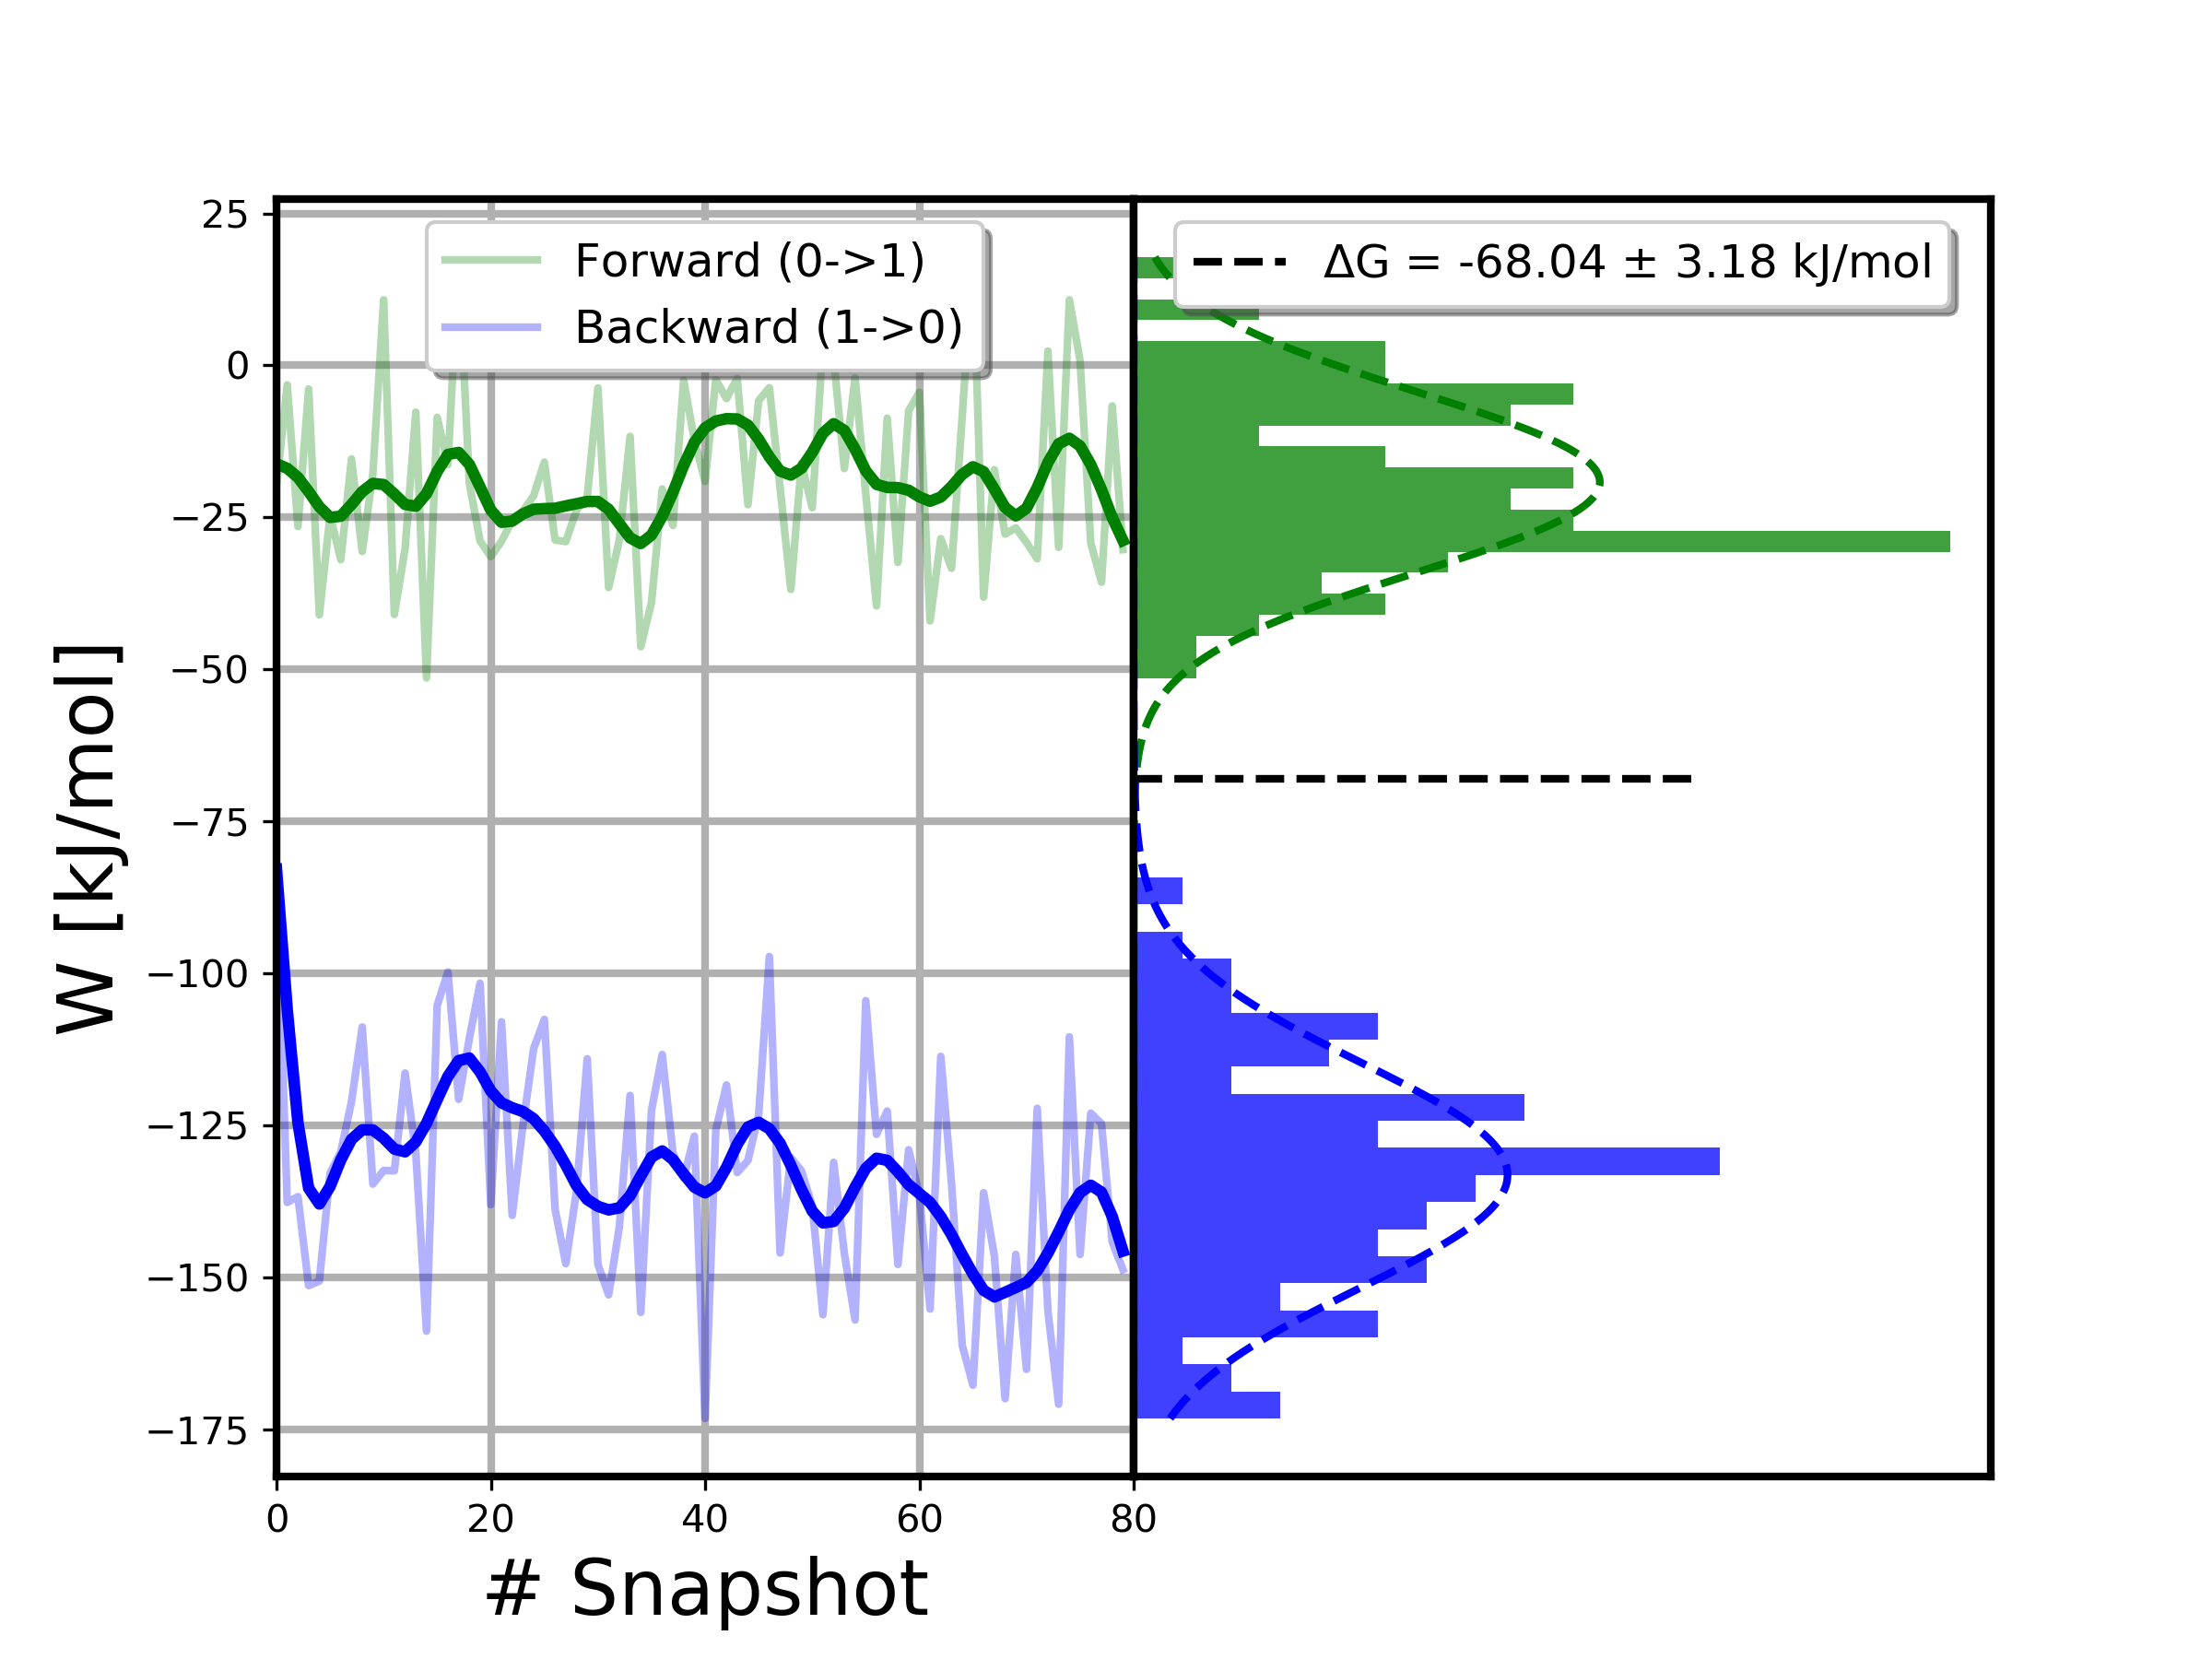 Forward (0->1)
Backward (1->0)
ΔG = -68.04 ± 3.18 kJ/mol
W [kJ/mol]
25
0
−25
−50
−75
−100
−125
−150
−175
0 20 40 60 80
# Snapshot